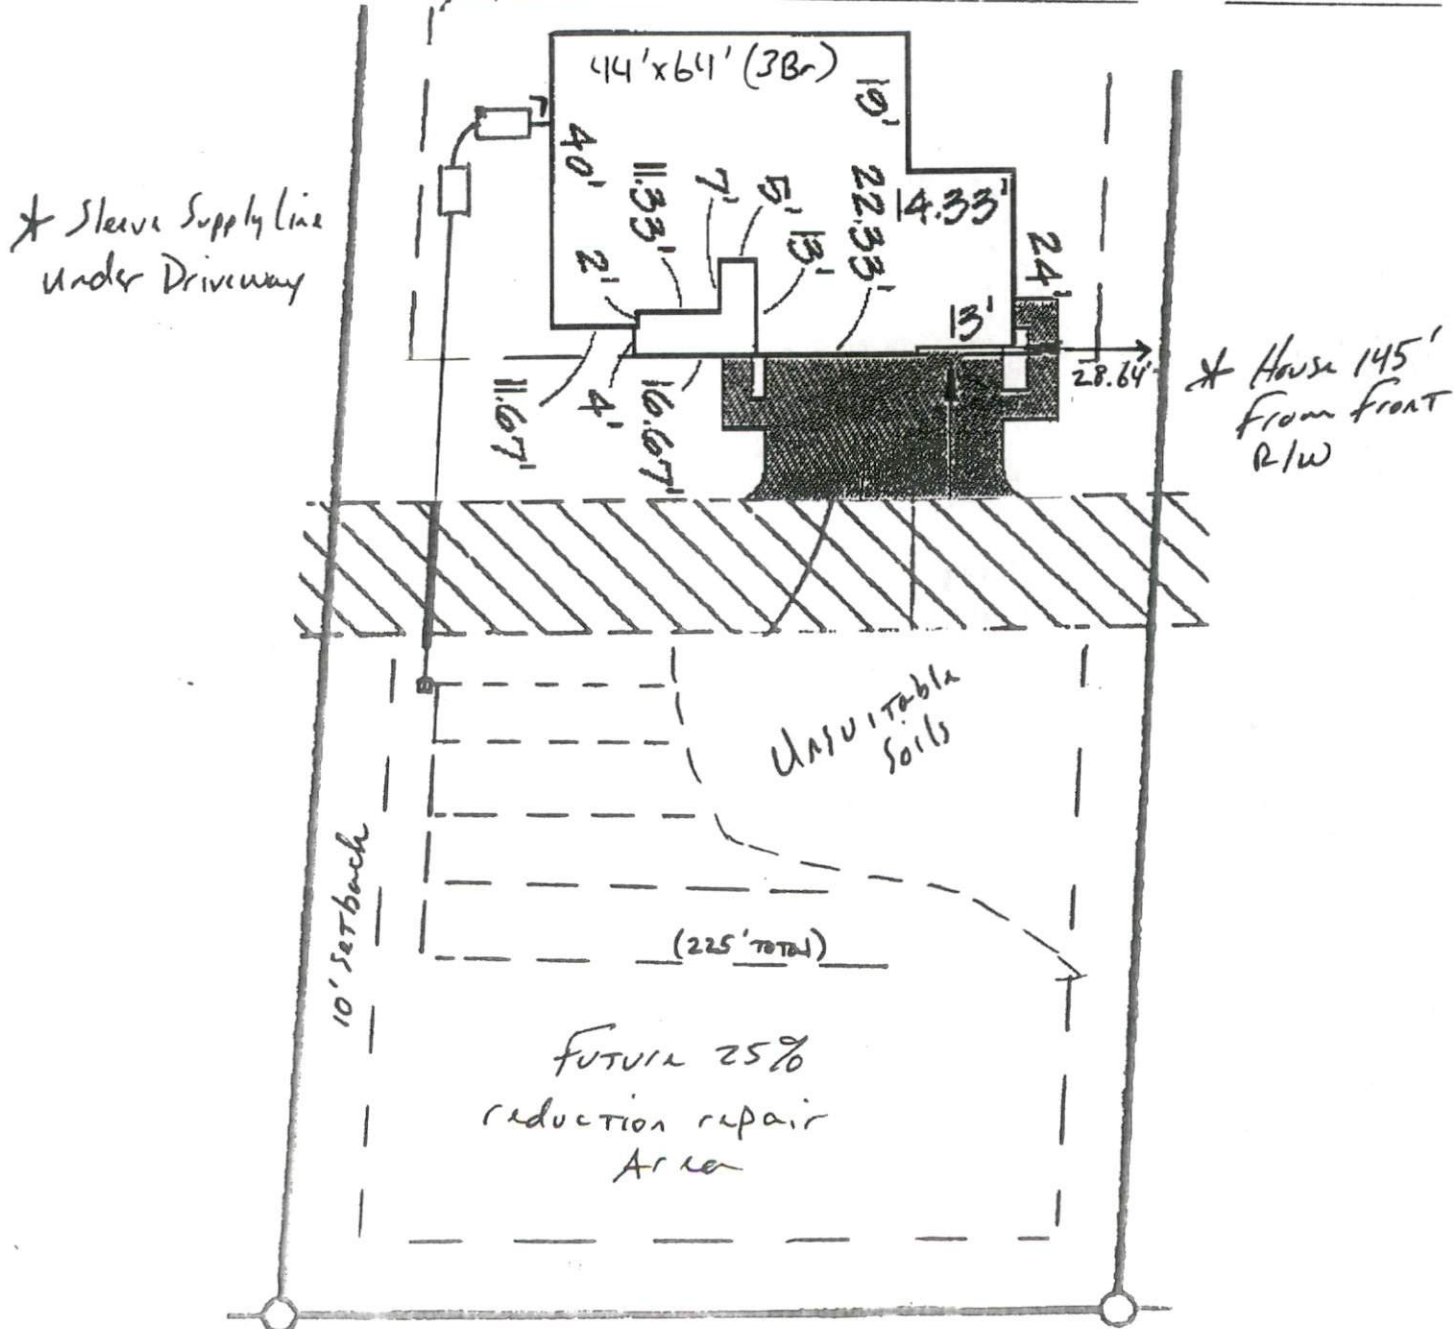 44'x64' (3Br)
19'
40'
11.33'
7'
5'
13'
22.33'
14.33'
24'
2'
13'
28.64'
11.67'
4'
16.67'
* Sleeve Supply Line
under Driveway
* House 145'
From Front
R/W
Unsuitable
Soils
10' setback
(225' TOTAL)
Future 25%
reduction repair
Area